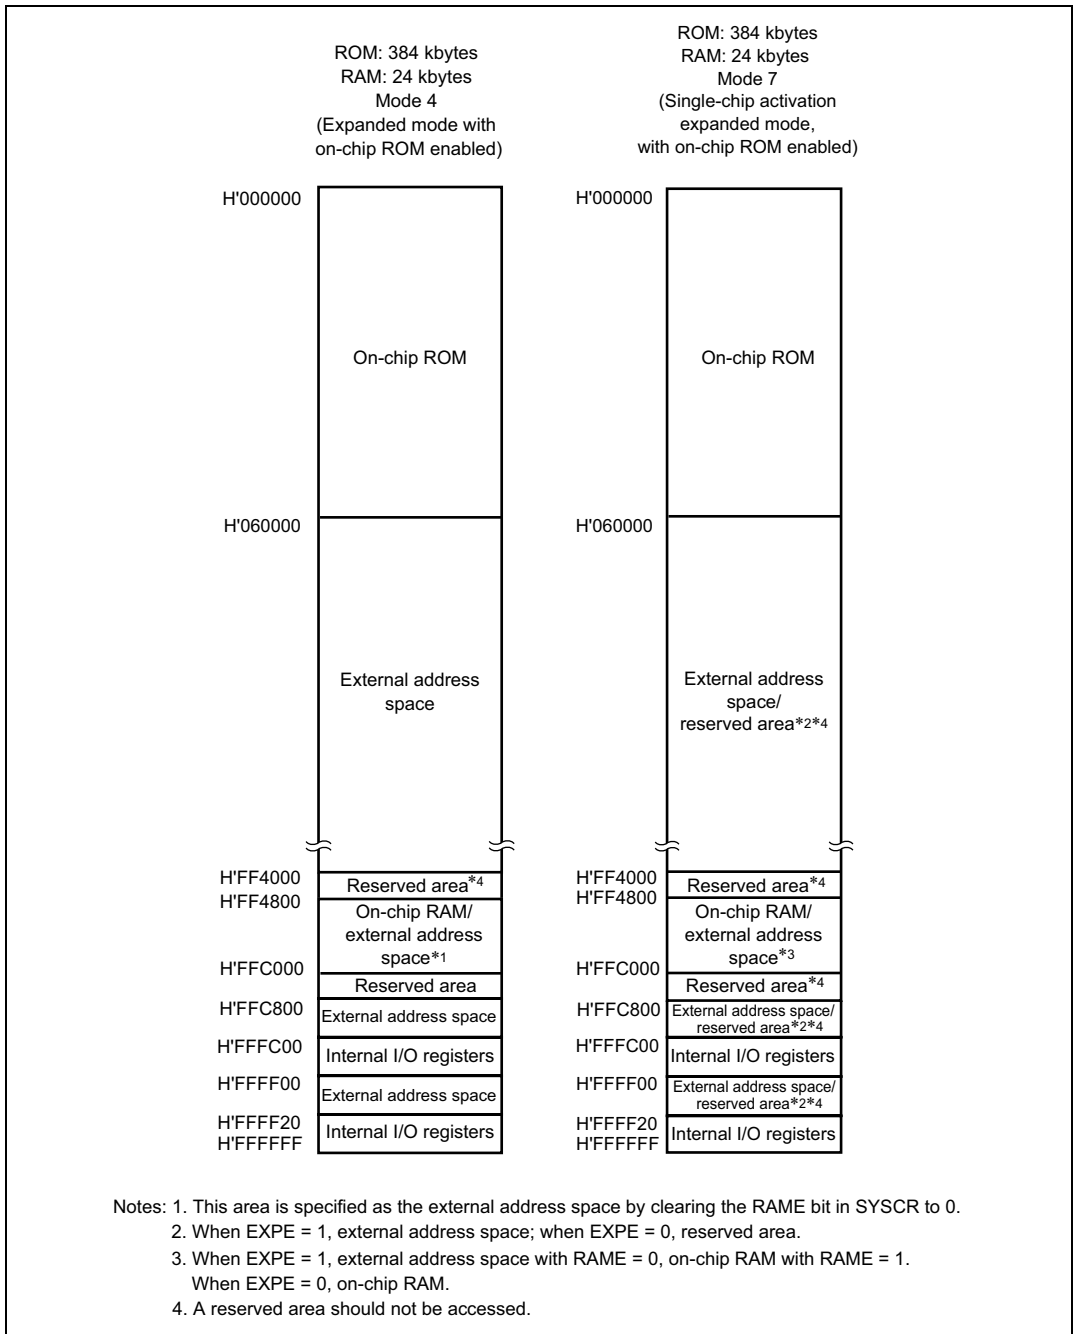 ROM: 384 kbytes
RAM: 24 kbytes
Mode 4
(Expanded mode with
on-chip ROM enabled)
H'000000
On-chip ROM
H'060000
External address
space
H'FF4000
Reserved area*4
H'FF4800
On-chip RAM/
external address
space*1
H'FFC000
Reserved area
H'FFC800
External address space
H'FFFC00
Internal I/O registers
H'FFFF00
External address space
H'FFFF20
Internal I/O registers
H'FFFFFF
ROM: 384 kbytes
RAM: 24 kbytes
Mode 7
(Single-chip activation
expanded mode,
with on-chip ROM enabled)
H'000000
On-chip ROM
H'060000
External address
space/
reserved area*2*4
H'FF4000
Reserved area*4
H'FF4800
On-chip RAM/
external address
space*3
H'FFC000
Reserved area*4
H'FFC800
External address space/
reserved area*2*4
H'FFFC00
Internal I/O registers
H'FFFF00
External address space/
reserved area*2*4
H'FFFF20
Internal I/O registers
H'FFFFFF
Notes: 1. This area is specified as the external address space by clearing the RAME bit in SYSCR to 0.
2. When EXPE = 1, external address space; when EXPE = 0, reserved area.
3. When EXPE = 1, external address space with RAME = 0, on-chip RAM with RAME = 1.
When EXPE = 0, on-chip RAM.
4. A reserved area should not be accessed.